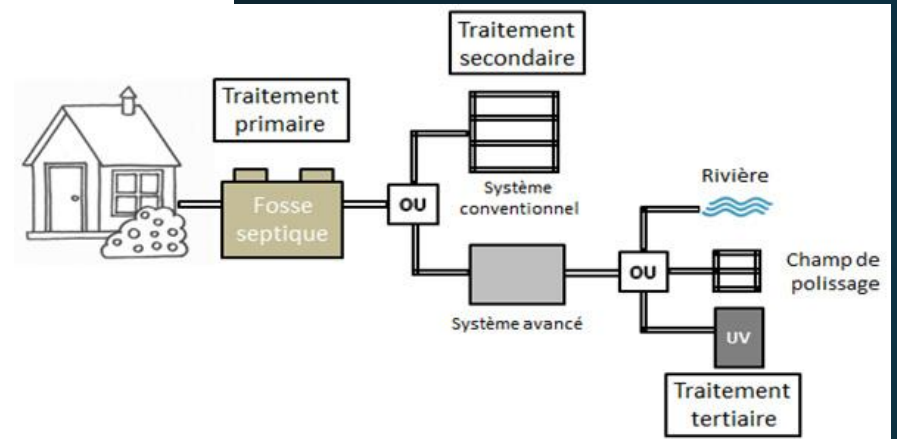 Traitement
primaire
Fosse
septique
OU
Traitement
secondaire
Système
conventionnel
Système avancé
OU
Rivière
Champ de
polissage
UV
Traitement
tertiaire